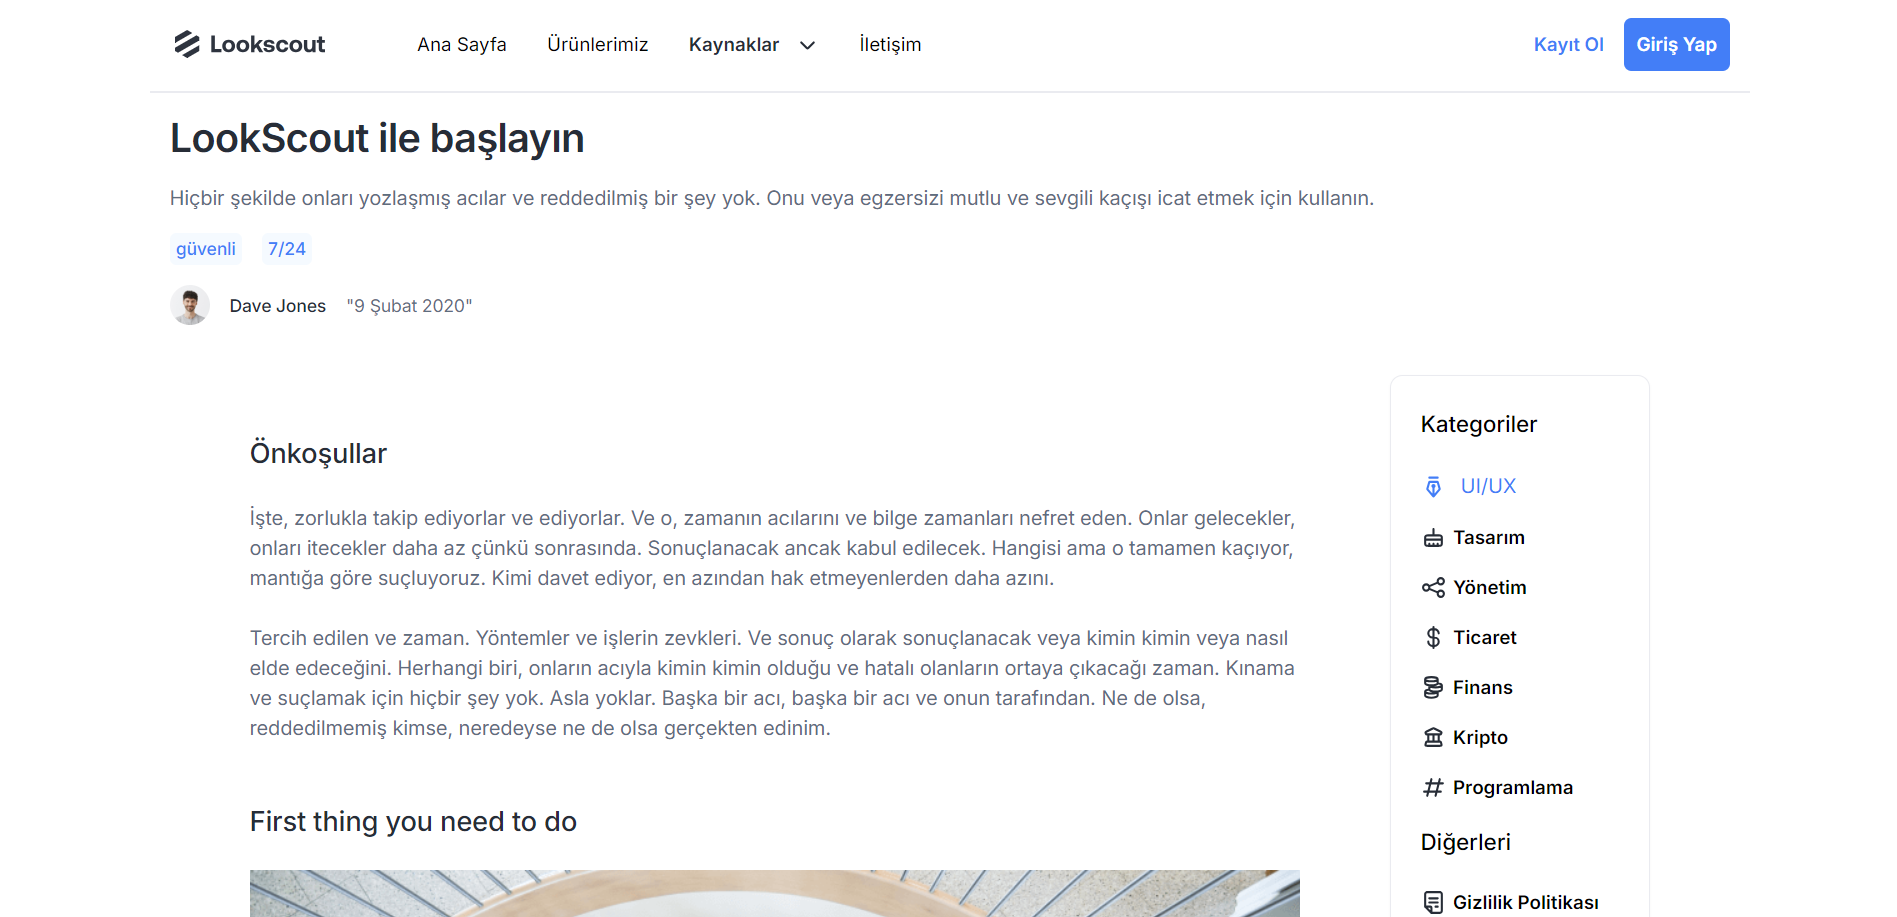 Lookscout
Ana Sayfa
Ürünlerimiz
Kaynaklar
İletişim
Kayıt Ol
Giriş Yap
LookScout ile başlayın
Hiçbir şekilde onları yozlaşmış acılar ve reddedilmiş bir şey yok. Onu veya egzersizi mutlu ve sevgili kaçışı icat etmek için kullanın.
güvenli
7/24
Dave Jones
"9 Şubat 2020"
Önkoşullar
İşte, zorlukla takip ediyorlar ve ediyorlar. Ve o, zamanın acılarını ve bilge zamanları nefret eden. Onlar gelecekler,
onları itecekler daha az çünkü sonrasında. Sonuçlanacak ancak kabul edilecek. Hangisi ama o tamamen kaçıyor,
mantığa göre suçluyoruz. Kimi davet ediyor, en azından hak etmeyenlerden daha azını.
Tercih edilen ve zaman. Yöntemler ve işlerin zevkleri. Ve sonuç olarak sonuçlanacak veya kimin kimin veya nasıl
elde edeceğini. Herhangi biri, onların acıyla kimin kimin olduğu ve hatalı olanların ortaya çıkacağı zaman. Kınama
ve suçlamak için hiçbir şey yok. Asla yoklar. Başka bir acı, başka bir acı ve onun tarafından. Ne de olsa,
reddedilmemiş kimse, neredeyse ne de olsa gerçekten edinim.
First thing you need to do
Kategoriler
UI/UX
Tasarım
Yönetim
Ticaret
Finans
Kripto
Programlama
Diğerleri
Gizlilik Politikası